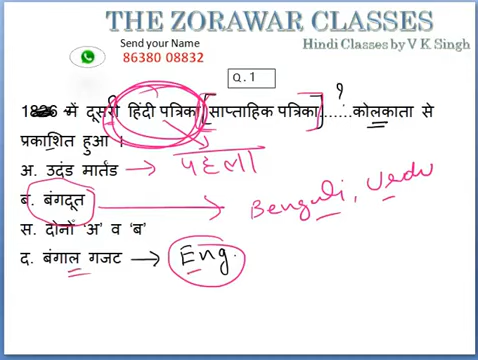 THE ZORAWAR CLASSES
Send your Name
86380 08832
Hindi Classes by V K Singh
Q.1
1826 में दूसरी हिंदी पत्रिका [साप्ताहिक पत्रिका]......कोलकाता से
प्रकाशित हुआ ।
अ. उदंड मार्तंड → पहला
ब. बंगदूत → Bengali, Urdu
स. दोनों ‘अ’ व ‘ब’
द. बंगाल गजट → Eng.